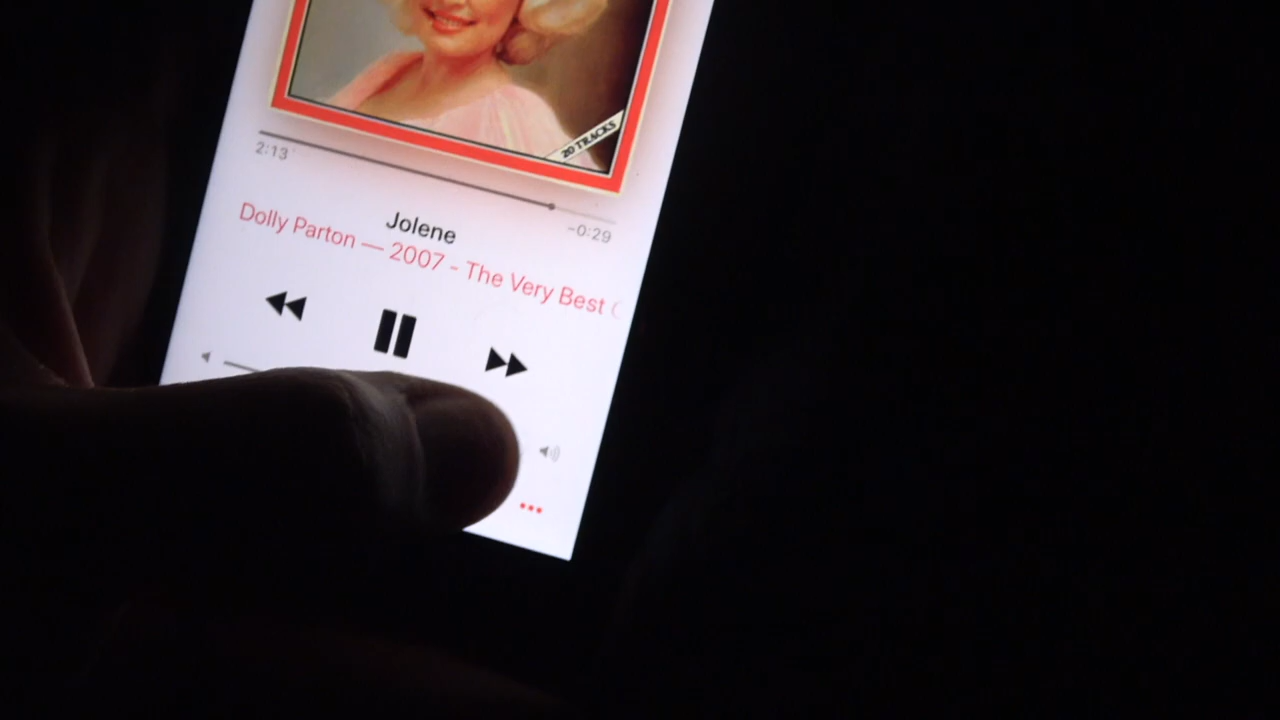 20 TRACKS
2:13
-0:29
Jolene
Dolly Parton — 2007 - The Very Best